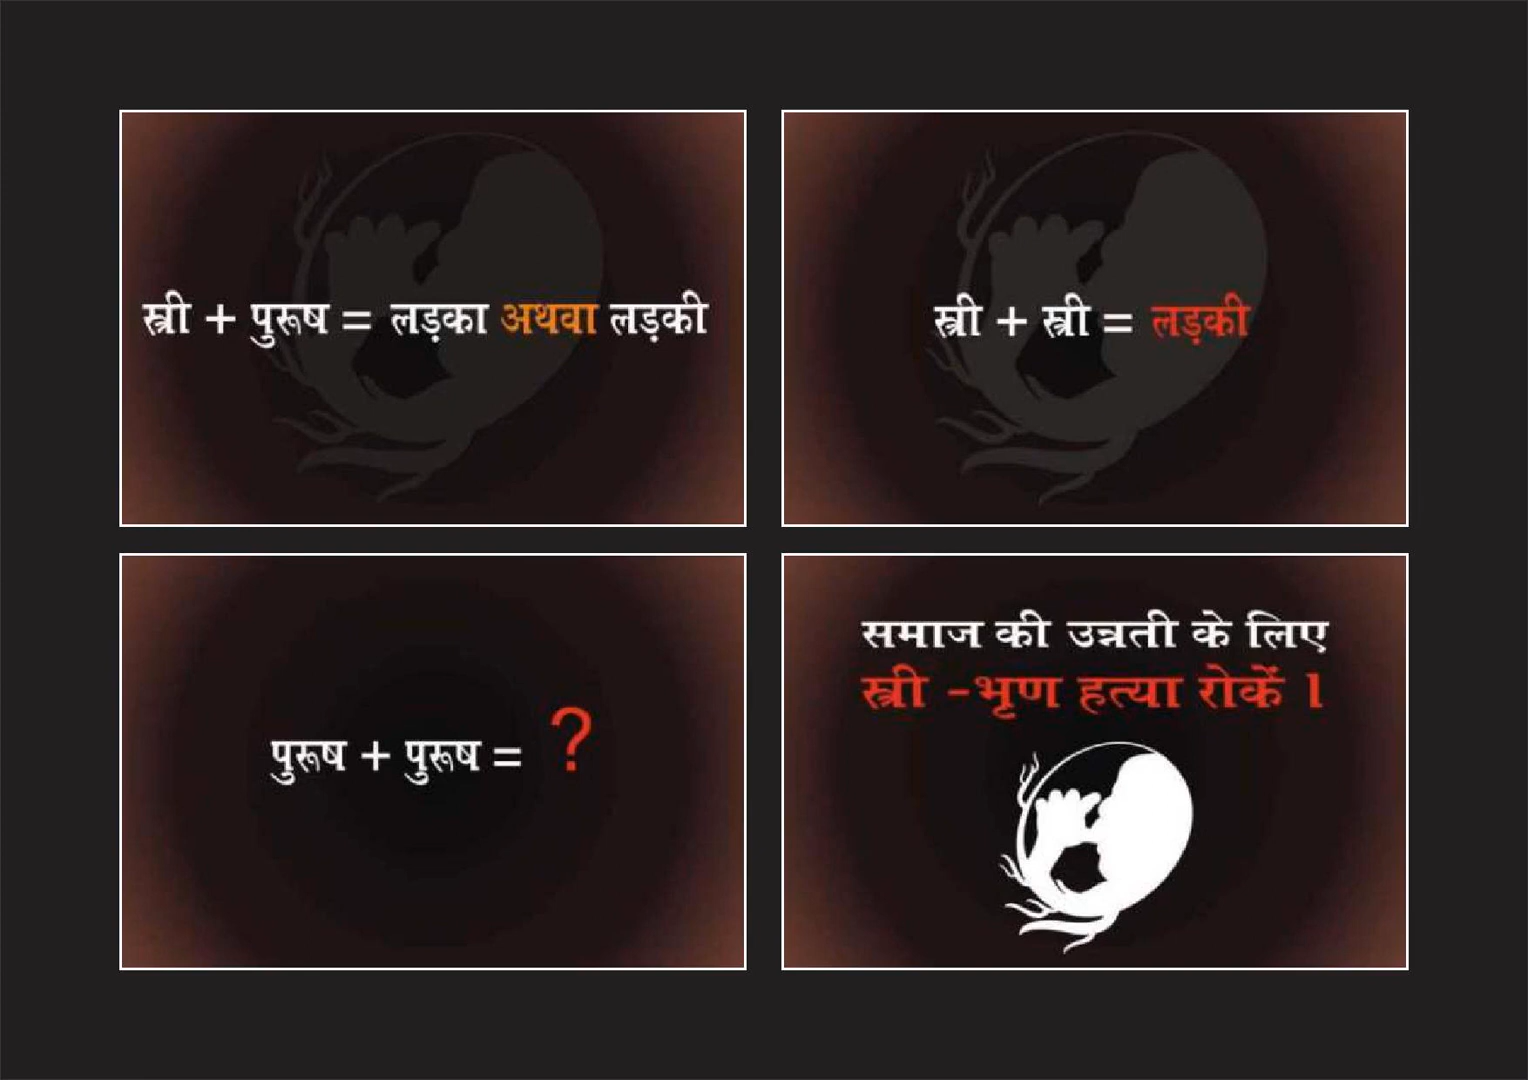 स्त्री + पुरूष = लड़का अथवा लड़की
स्त्री + स्त्री = लड़की
पुरूष + पुरूष = ?
समाज की उन्नती के लिए
स्त्री -भृण हत्या रोकें l